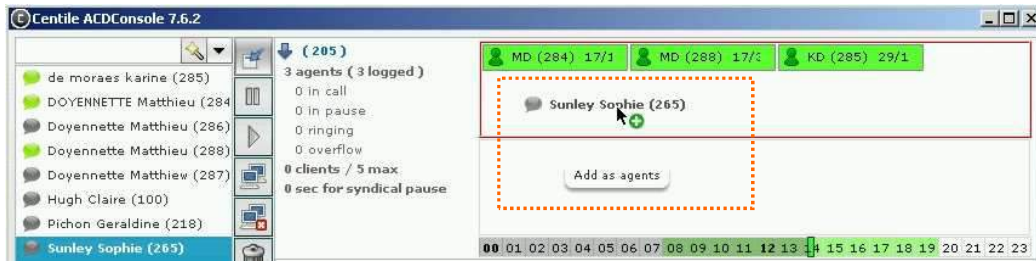 Centile ACDConsole 7.6.2
de moraes karine (285)
DOYENNETTE Matthieu (284
Doyennette Matthieu (286)
Doyennette Matthieu (288)
Doyennette Matthiew (287)
Hugh Claire (100)
Pichon Geraldine (218)
Sunley Sophie (265)
(205)
3 agents ( 3 logged )
0 in call
0 in pause
0 ringing
0 overflow
0 clients / 5 max
0 sec for syndical pause
MD (284) 17/1 MD (288) 17/3 KD (285) 29/1
Sunley Sophie (265)
Add as agents
00 01 02 03 04 05 06 07 08 09 10 11 12 13 14 15 16 17 18 19 20 21 22 23